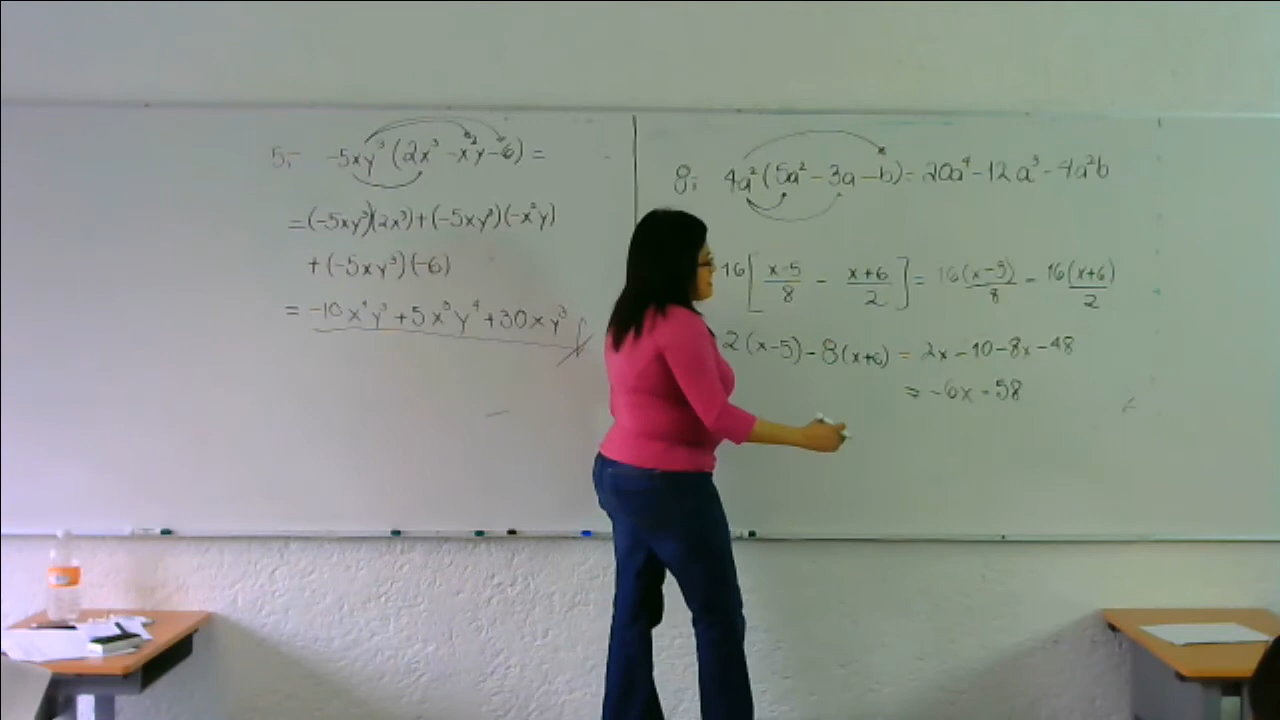 5.- -5xy³(2x³ -x²y-6)=
=(-5xy³)(2x³)+(-5xy³)(-x²y)
+(-5xy³)(-6)
= -10x⁴y³+5x³y⁴+30xy³
8.- 4a²(5a²-3a-b)=20a⁴-12a³-4a²b
16[x-5/8 - x+6/2]=16(x-5)/8 - 16(x+6)/2
2(x-5)-8(x+6) = 2x-10-8x-48
= -6x-58